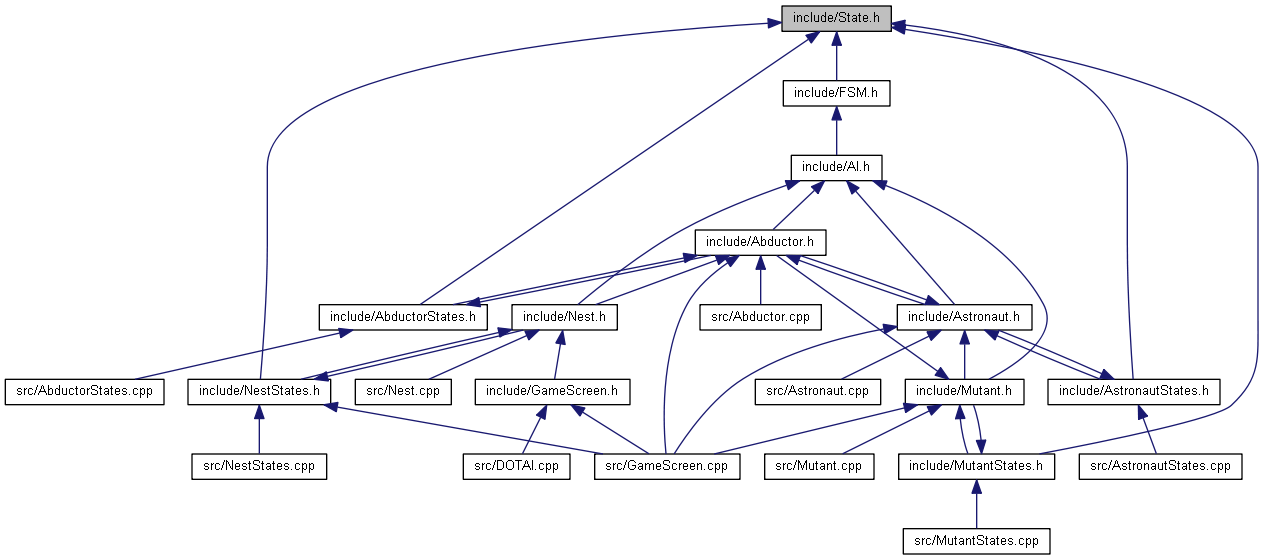 include/State.h
include/FSM.h
include/AI.h
include/Abductor.h
include/AbductorStates.h
include/Nest.h
src/Abductor.cpp
include/Astronaut.h
src/AbductorStates.cpp
include/NestStates.h
src/Nest.cpp
include/GameScreen.h
src/Astronaut.cpp
include/Mutant.h
include/AstronautStates.h
src/NestStates.cpp
src/DOTAI.cpp
src/GameScreen.cpp
src/Mutant.cpp
include/MutantStates.h
src/AstronautStates.cpp
src/MutantStates.cpp